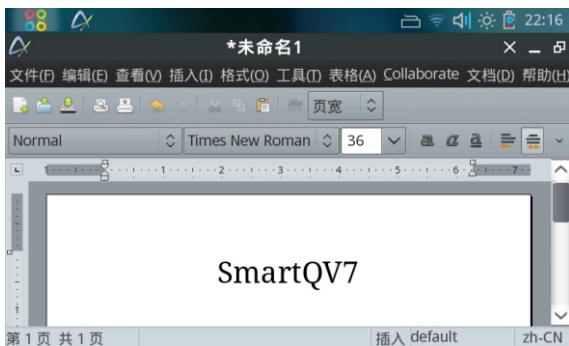 22:16
*未命名1
文件(F) 编辑(E) 查看(V) 插入(I) 格式(O) 工具(T) 表格(A) Collaborate 文档(D) 帮助(H)
页宽
Normal Times New Roman 36 a a a
1 1 2 3 4 5 6 7
SmartQV7
1
第 1 页 共 1 页 插入 default zh-CN